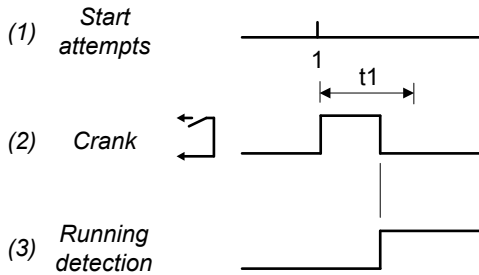 (1) Start
attempts
1
t1
(2) Crank
(3) Running
detection